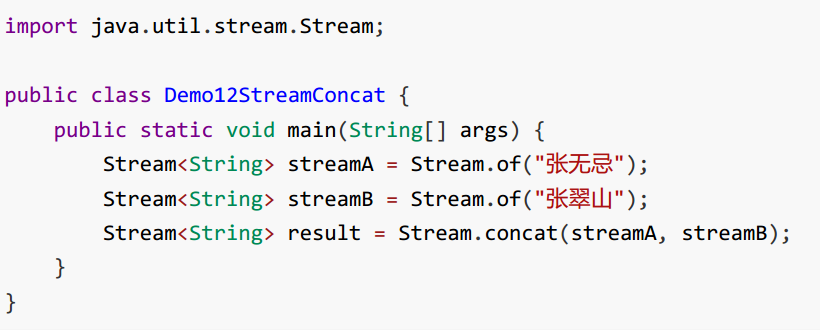 import java.util.stream.Stream;
public class Demo12StreamConcat {
    public static void main(String[] args) {
        Stream<String> streamA = Stream.of("张无忌");
        Stream<String> streamB = Stream.of("张翠山");
        Stream<String> result = Stream.concat(streamA, streamB);
    }
}